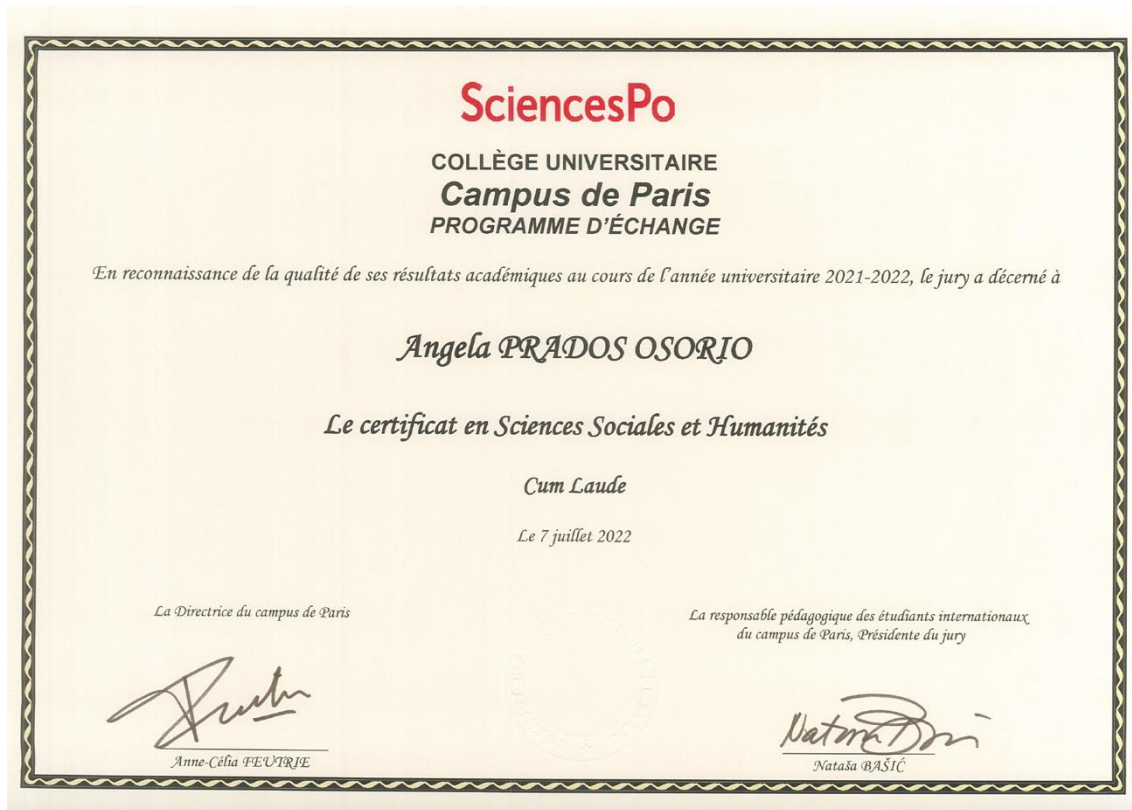 SciencesPo
COLLÈGE UNIVERSITAIRE
Campus de Paris
PROGRAMME D'ÉCHANGE
En reconnaissance de la qualité de ses résultats académiques au cours de l'année universitaire 2021-2022, le jury a décerné à
Angela PRADOS OSORIO
Le certificat en Sciences Sociales et Humanités
Cum Laude
Le 7 juillet 2022
La Directrice du campus de Paris
La responsable pédagogique des étudiants internationaux
du campus de Paris, Présidente du jury
Anne-Célia FEUTRIE
Nataša BAŠIĆ